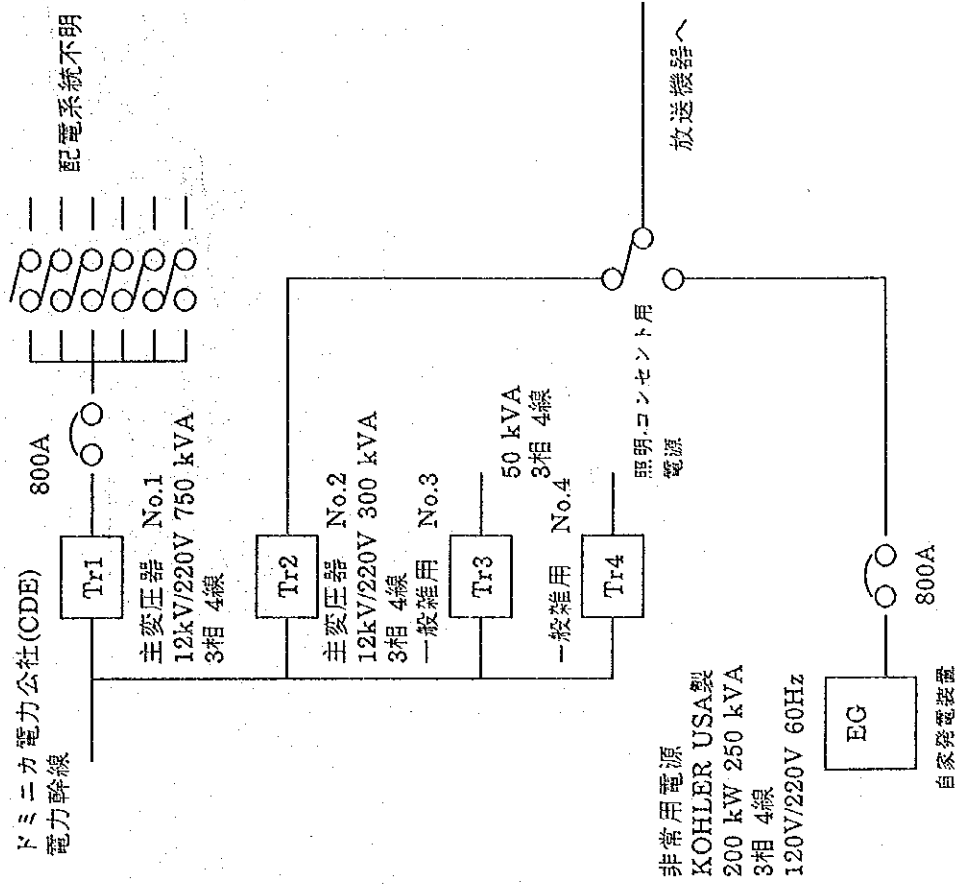 ドミニカ電力公社(CDE)
電力幹線
800A
配電系統不明
Tr1
主変圧器 No.1
12kV/220V 750 kVA
3相 4線
Tr2
主変圧器 No.2
12kV/220V 300 kVA
3相 4線
一般雑用 No.3
Tr3
50 kVA
3相 4線
一般雑用 No.4
Tr4
照明・コンセント用
電源
放送機器へ
非常用電源
KOHLER USA製
200 kW 250 kVA
3相 4線
120V/220V 60Hz
EG
800A
自家発電装置